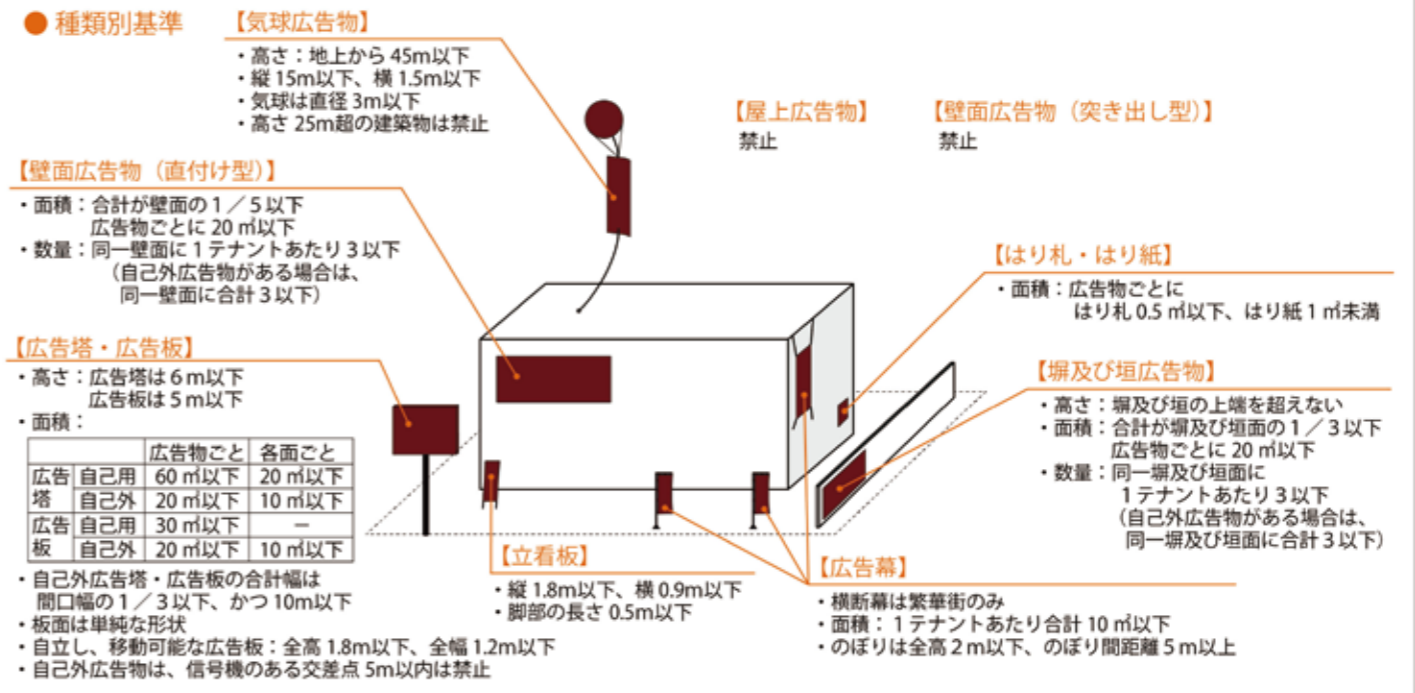 ● 種類別基準
【気球広告物】
・高さ：地上から 45m以下
・縦 15m以下、横 1.5m以下
・気球は直径 3m以下
・高さ 25m超の建築物は禁止
【屋上広告物】
禁止
【壁面広告物（突き出し型）】
禁止
【壁面広告物（直付け型）】
・面積：合計が壁面の 1／5 以下
広告物ごとに 20 ㎡以下
・数量：同一壁面に 1 テナントあたり 3 以下
（自己外広告物がある場合は、
同一壁面に合計 3 以下）
【はり札・はり紙】
・面積：広告物ごとに
はり札 0.5 ㎡以下、はり紙 1 ㎡未満
【広告塔・広告板】
・高さ：広告塔は 6 m以下
広告板は 5 m以下
・面積：
広告物ごと 各面ごと
広告塔 自己用 60 ㎡以下 20 ㎡以下
自己外 20 ㎡以下 10 ㎡以下
広告板 自己用 30 ㎡以下 －
自己外 20 ㎡以下 10 ㎡以下
・自己外広告塔・広告板の合計幅は
間口幅の 1／3 以下、かつ 10m以下
・板面は単純な形状
・自立し、移動可能な広告板：全高 1.8m以下、全幅 1.2m以下
・自己外広告物は、信号機のある交差点 5m以内は禁止
【塀及び垣広告物】
・高さ：塀及び垣の上端を超えない
・面積：合計が塀及び垣面の 1／3 以下
広告物ごとに 20 ㎡以下
・数量：同一塀及び垣面に
1 テナントあたり 3 以下
（自己外広告物がある場合は、
同一塀及び垣面に合計 3 以下）
【立看板】
・縦 1.8m以下、横 0.9m以下
・脚部の長さ 0.5m以下
【広告幕】
・横断幕は繁華街のみ
・面積：1 テナントあたり合計 10 ㎡以下
・のぼりは全高 2 m以下、のぼり間距離 5 m以上